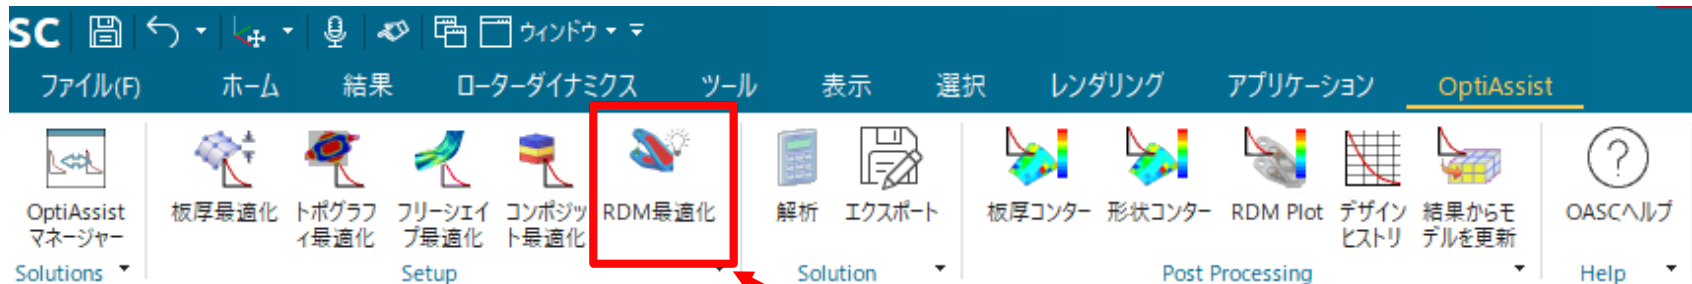 SC ウィンドウ
ファイル(F) ホーム 結果 ローターダイナミクス ツール 表示 選択 レンダリング アプリケーション OptiAssist
OptiAssist
マネージャー
板厚最適化
トポグラフ
ィ最適化
フリーシェイ
プ最適化
コンポジッ
ト最適化
RDM最適化
解析
エクスポート
板厚コンター
形状コンター
RDM Plot
デザイン
ヒストリ
結果からモ
デルを更新
OASCヘルプ
Solutions Setup Solution Post Processing Help